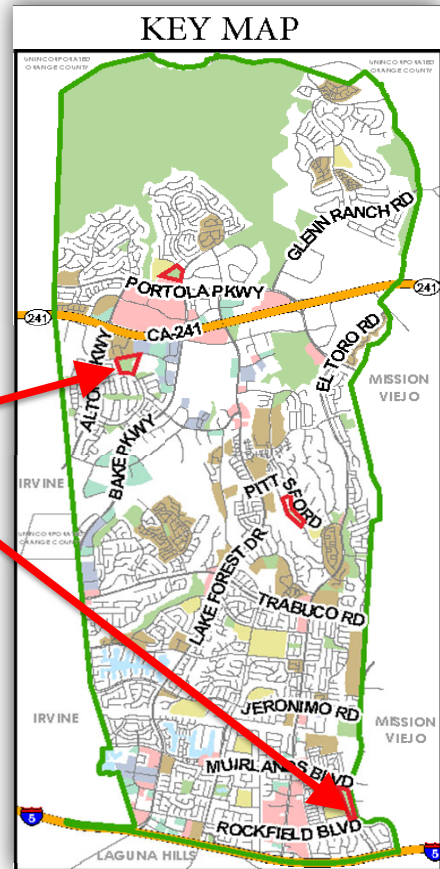 KEY MAP
UNINCORPORATED
ORANGE COUNTY
UNINCORPORATED
ORANGE COUNTY
GLENN RANCH RD
PORTOLA PKWY
241
241
CA-241
EL TORO RD
ALTON PKWY
MISSION
VIEJO
BAKE PKWY
IRVINE
PITTSFORD
UNINCORPORATED
ORANGE COUNTY
LAKE FOREST DR
TRABUCO RD
JERONIMO RD
IRVINE
MISSION
VIEJO
MUIRLANDS BLVD
5
ROCKFIELD BLVD
5
LAGUNA HILLS